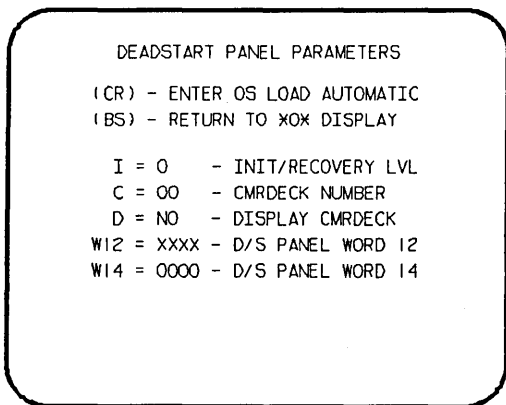 DEADSTART PANEL PARAMETERS
(CR) - ENTER OS LOAD AUTOMATIC
(BS) - RETURN TO *O* DISPLAY
I = 0 - INIT/RECOVERY LVL
C = 00 - CMRDECK NUMBER
D = NO - DISPLAY CMRDECK
W12 = XXXX - D/S PANEL WORD 12
W14 = 0000 - D/S PANEL WORD 14